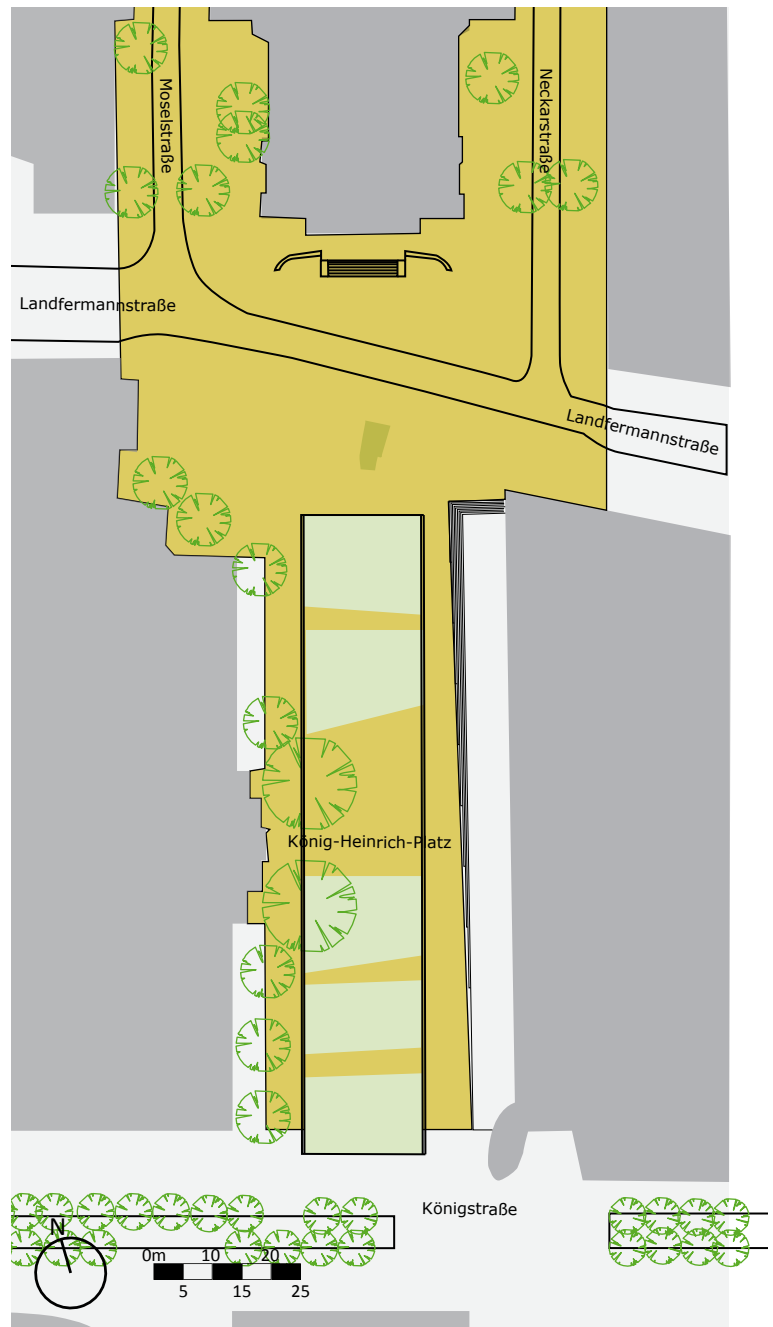 Moselstraße
Neckarstraße
Landfermannstraße
Landfermannstraße
König-Heinrich-Platz
Königstraße
N
0m 10 20
5 15 25